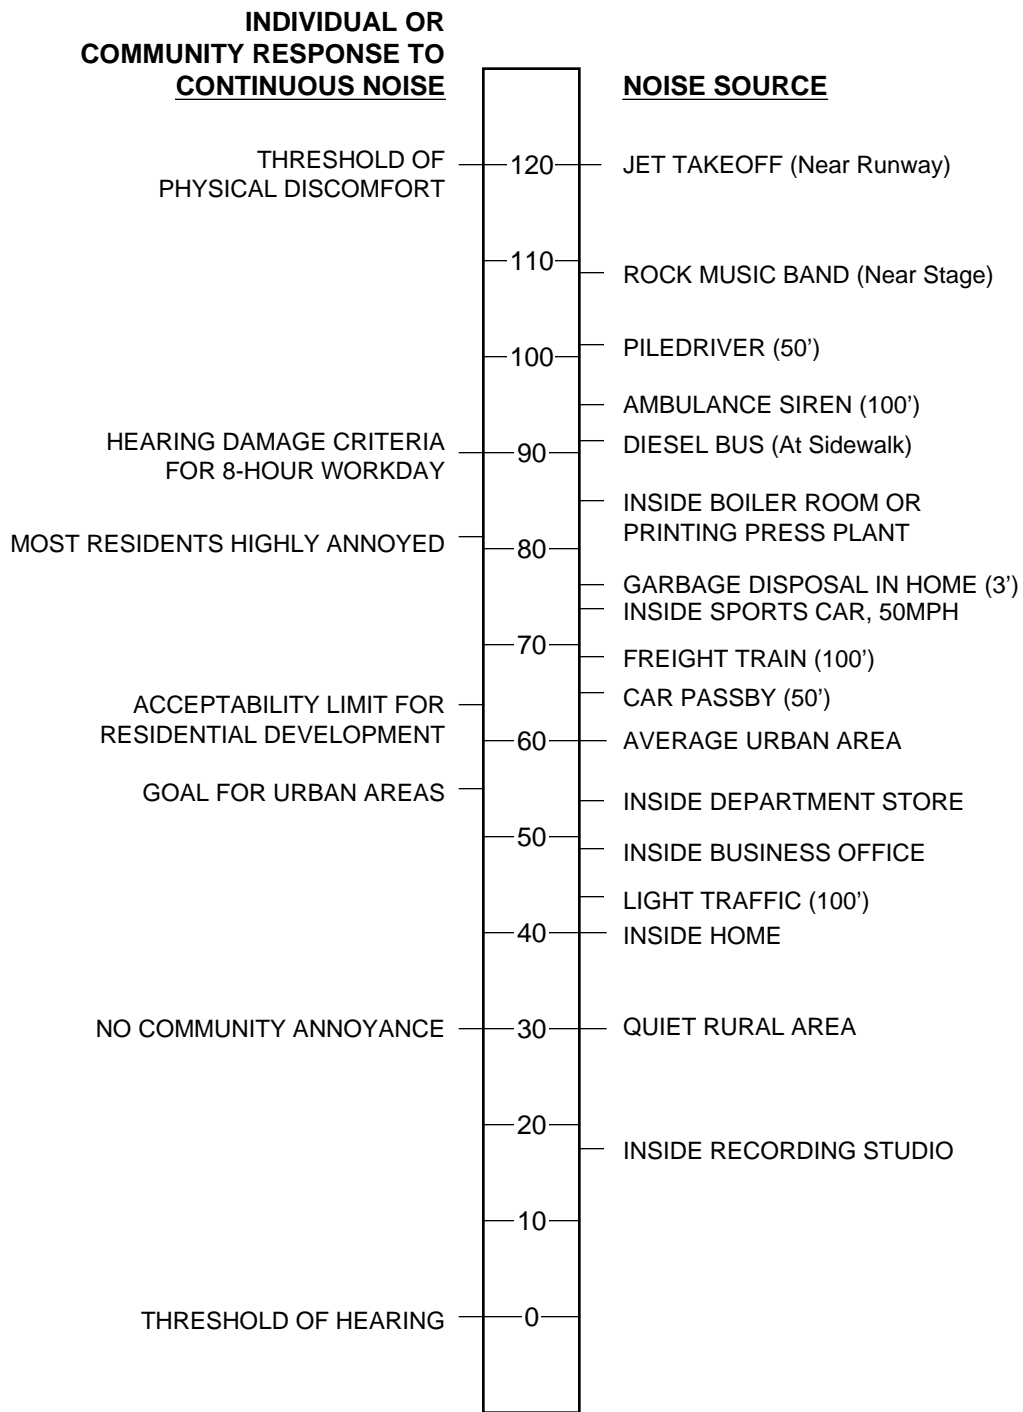 INDIVIDUAL OR
COMMUNITY RESPONSE TO
CONTINUOUS NOISE
NOISE SOURCE
THRESHOLD OF
PHYSICAL DISCOMFORT
120
JET TAKEOFF (Near Runway)
110
ROCK MUSIC BAND (Near Stage)
PILEDRIVER (50’)
100
AMBULANCE SIREN (100’)
HEARING DAMAGE CRITERIA
FOR 8-HOUR WORKDAY
90
DIESEL BUS (At Sidewalk)
INSIDE BOILER ROOM OR
PRINTING PRESS PLANT
MOST RESIDENTS HIGHLY ANNOYED
80
GARBAGE DISPOSAL IN HOME (3’)
INSIDE SPORTS CAR, 50MPH
70
FREIGHT TRAIN (100’)
CAR PASSBY (50’)
ACCEPTABILITY LIMIT FOR
RESIDENTIAL DEVELOPMENT
60
AVERAGE URBAN AREA
GOAL FOR URBAN AREAS
INSIDE DEPARTMENT STORE
50
INSIDE BUSINESS OFFICE
LIGHT TRAFFIC (100’)
40
INSIDE HOME
NO COMMUNITY ANNOYANCE
30
QUIET RURAL AREA
20
INSIDE RECORDING STUDIO
10
THRESHOLD OF HEARING
0